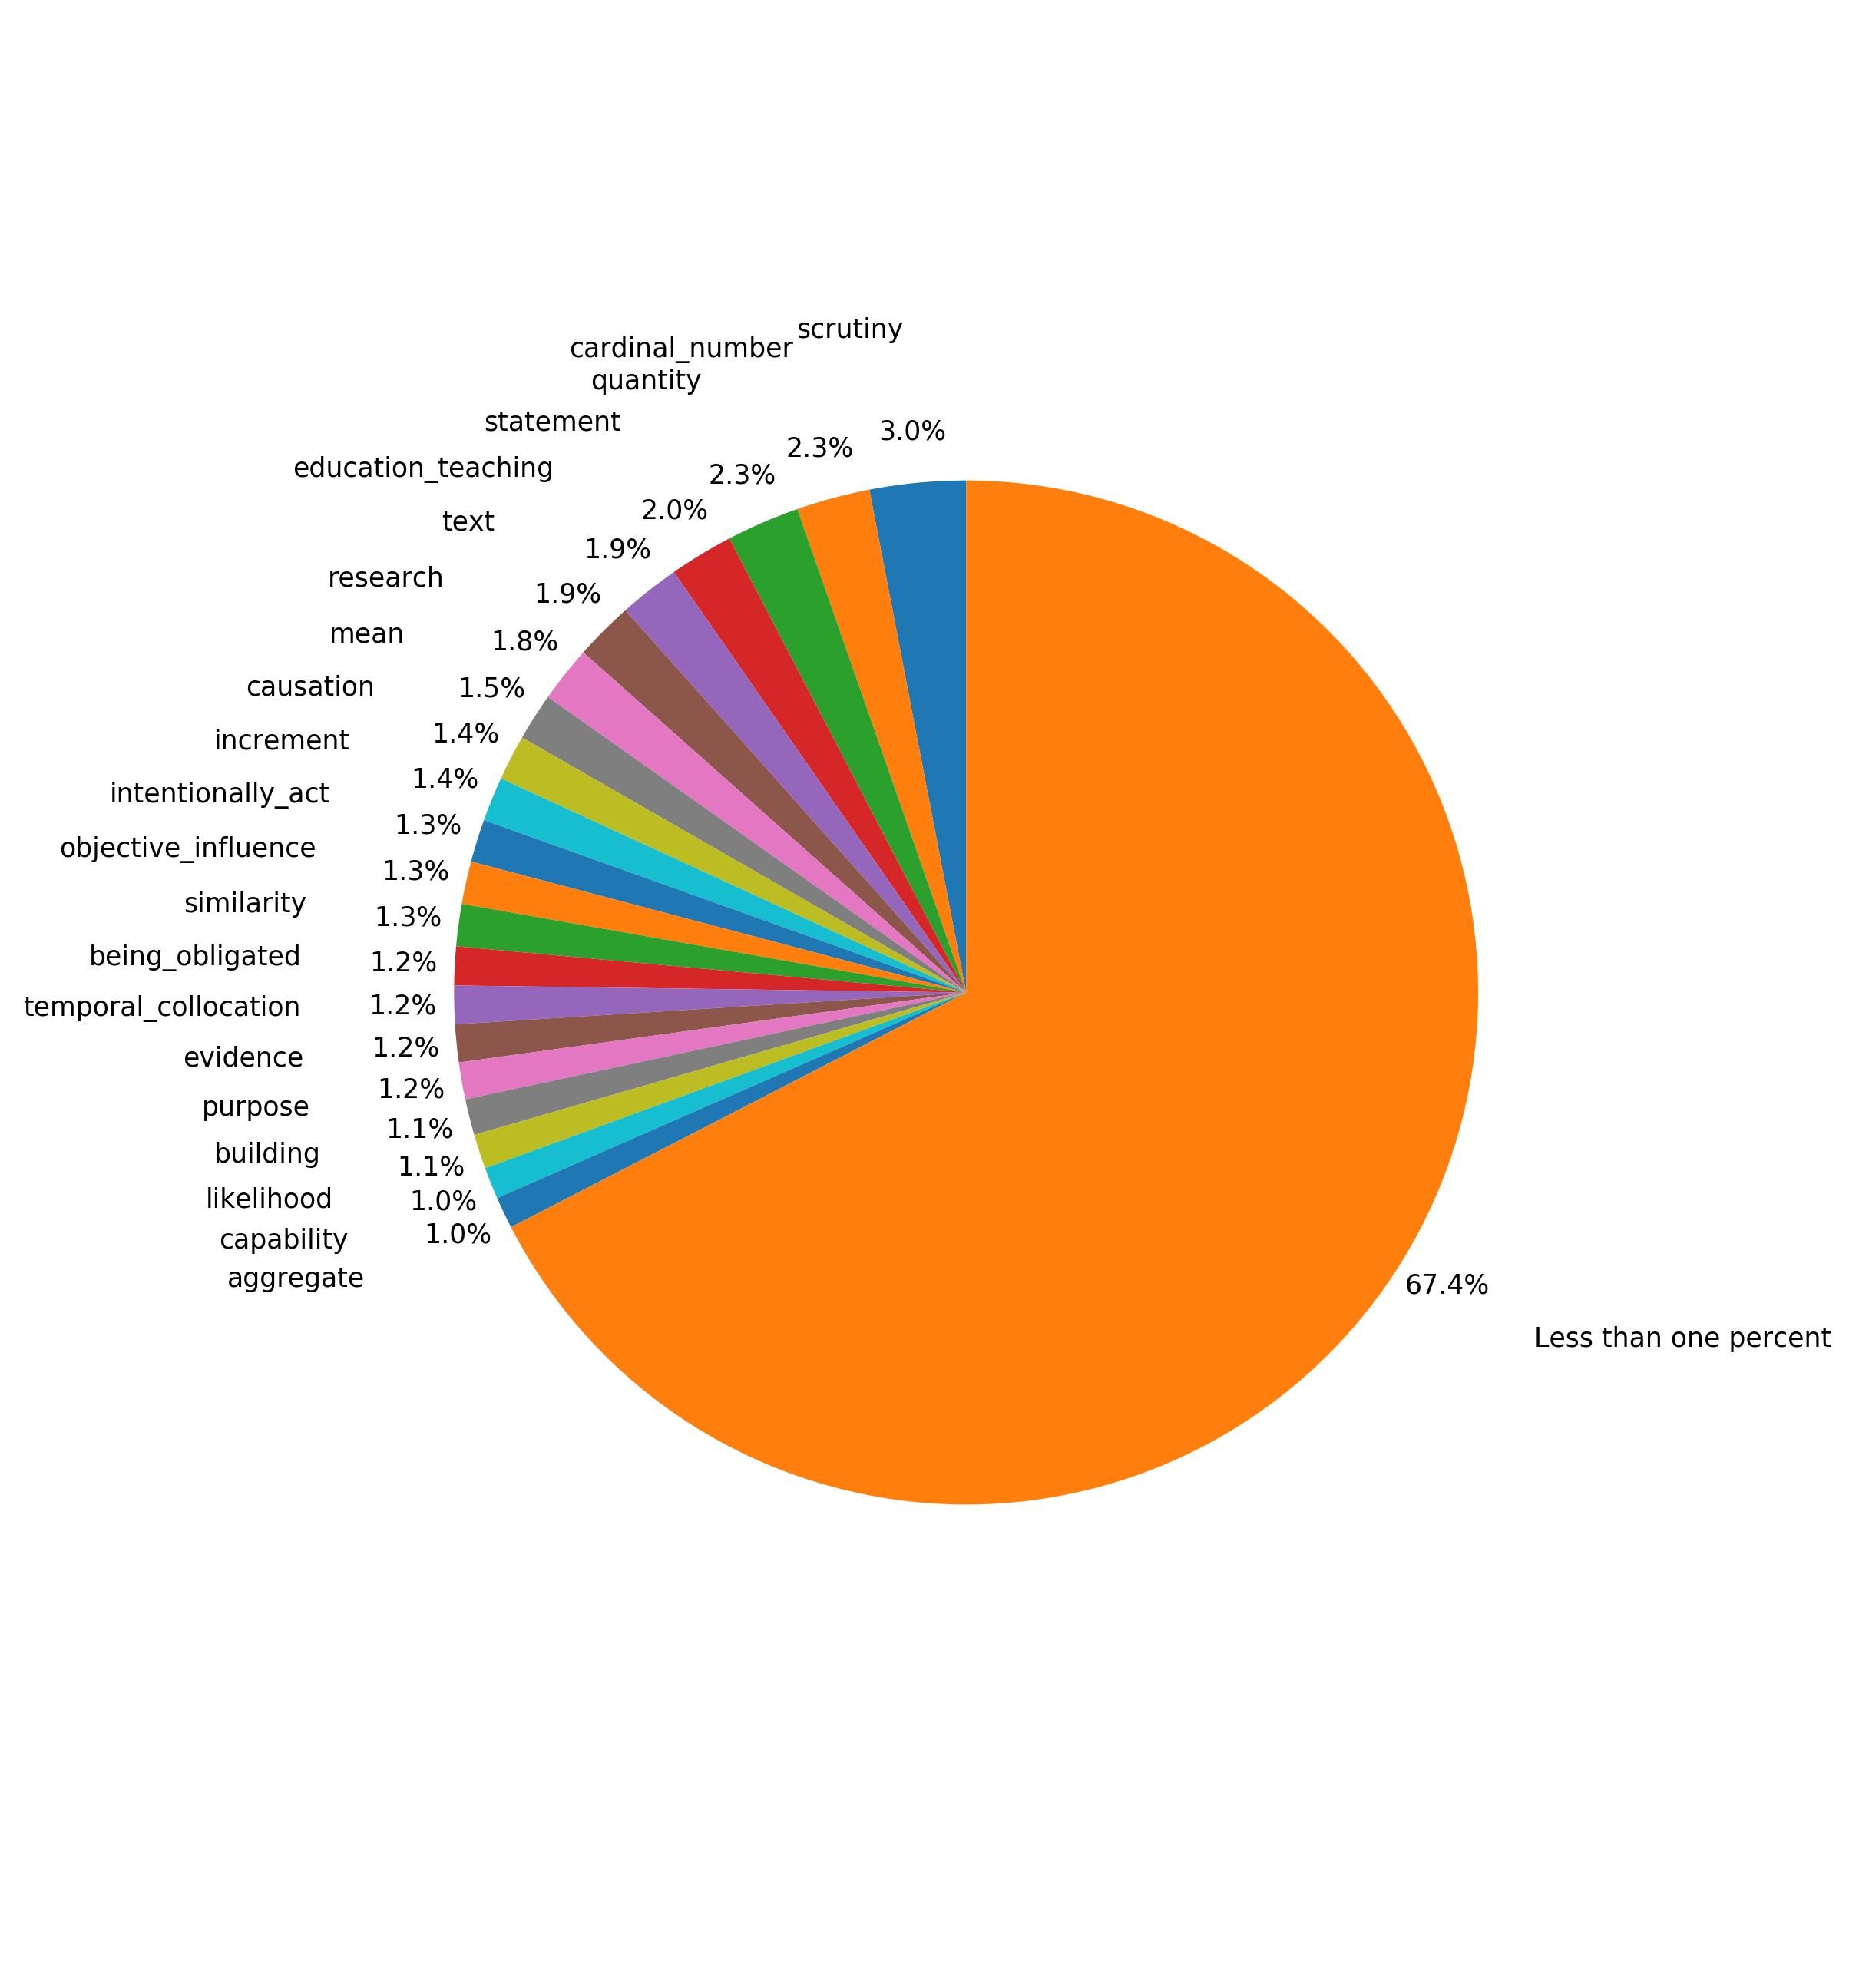 scrutiny
cardinal_number
quantity
statement
education_teaching
text
research
mean
causation
increment
intentionally_act
objective_influence
similarity
being_obligated
temporal_collocation
evidence
purpose
building
likelihood
capability
aggregate
Less than one percent
3.0%
2.3%
2.3%
2.0%
1.9%
1.9%
1.8%
1.5%
1.4%
1.4%
1.3%
1.3%
1.3%
1.2%
1.2%
1.2%
1.2%
1.1%
1.1%
1.0%
1.0%
67.4%